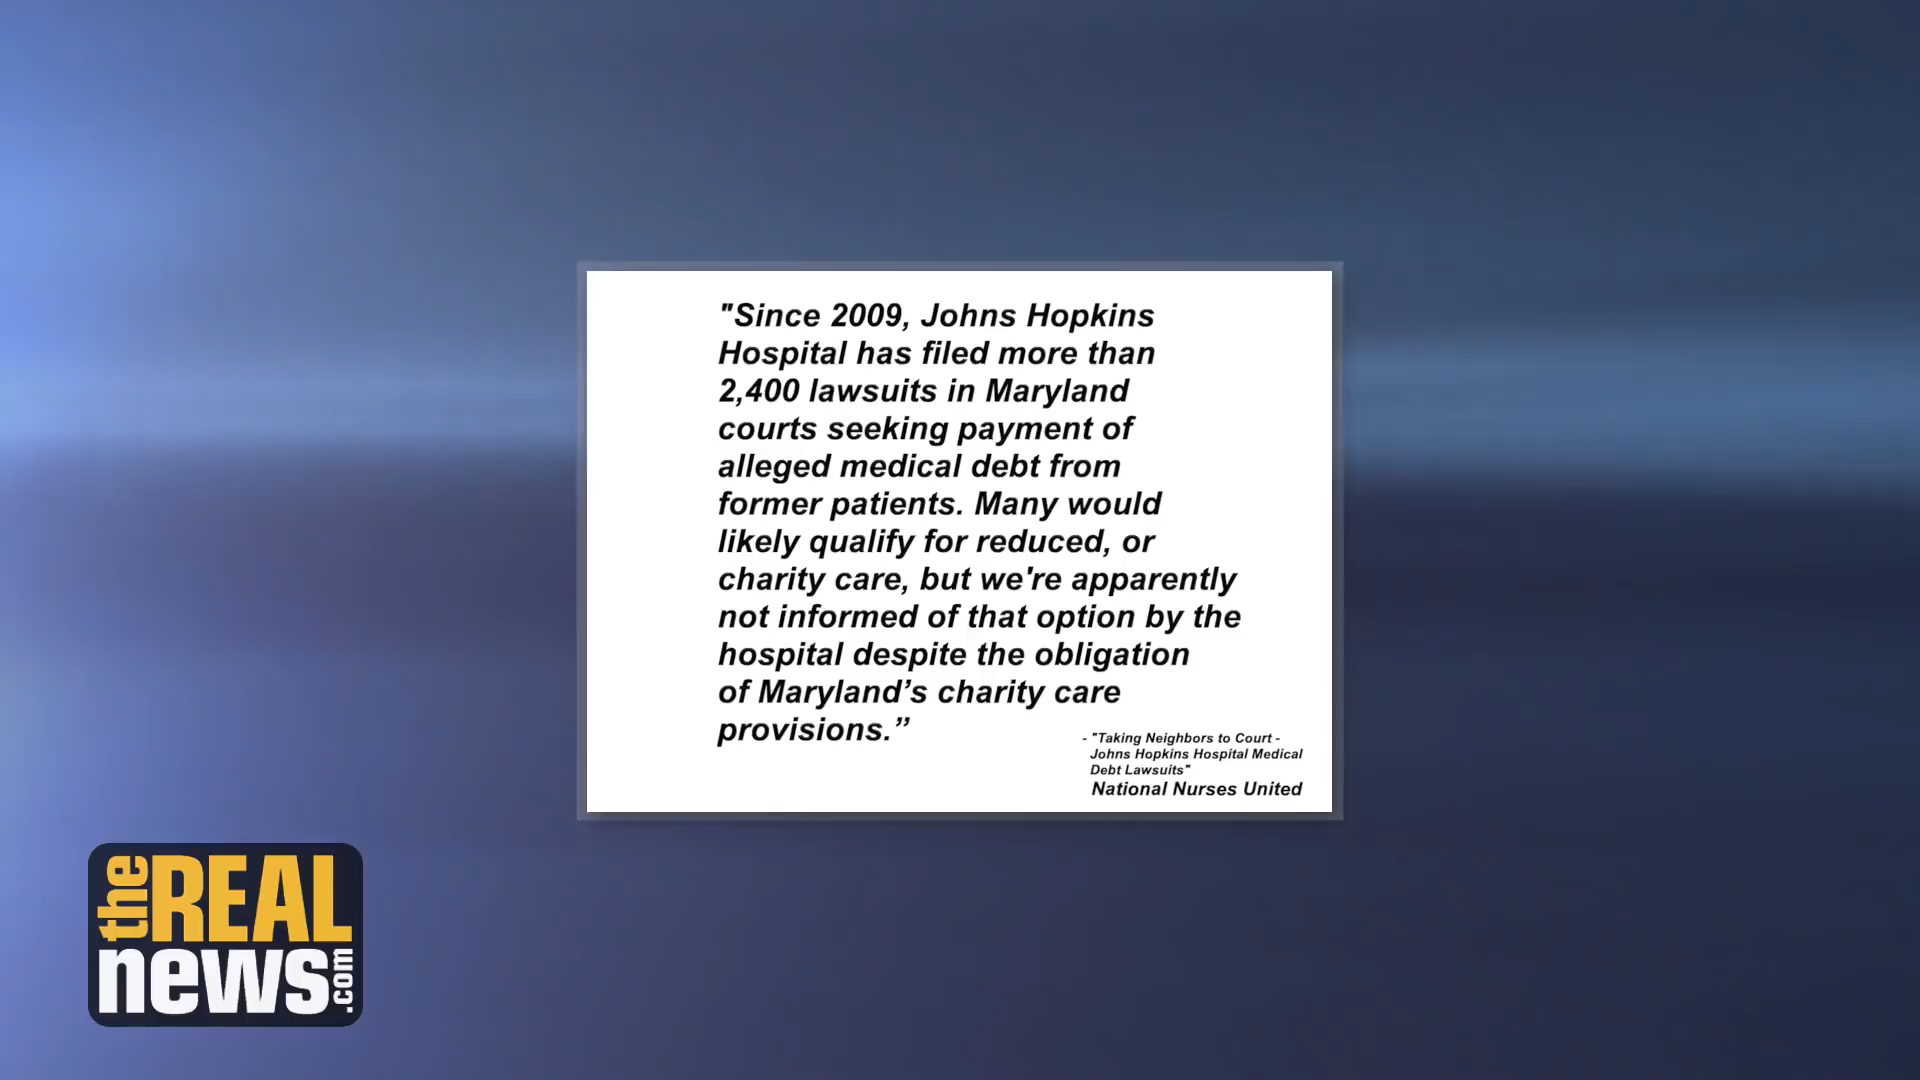 "Since 2009, Johns Hopkins
Hospital has filed more than
2,400 lawsuits in Maryland
courts seeking payment of
alleged medical debt from
former patients. Many would
likely qualify for reduced, or
charity care, but we're apparently
not informed of that option by the
hospital despite the obligation
of Maryland’s charity care
provisions.”
- "Taking Neighbors to Court -
Johns Hopkins Hospital Medical
Debt Lawsuits"
National Nurses United
the REAL
news.com